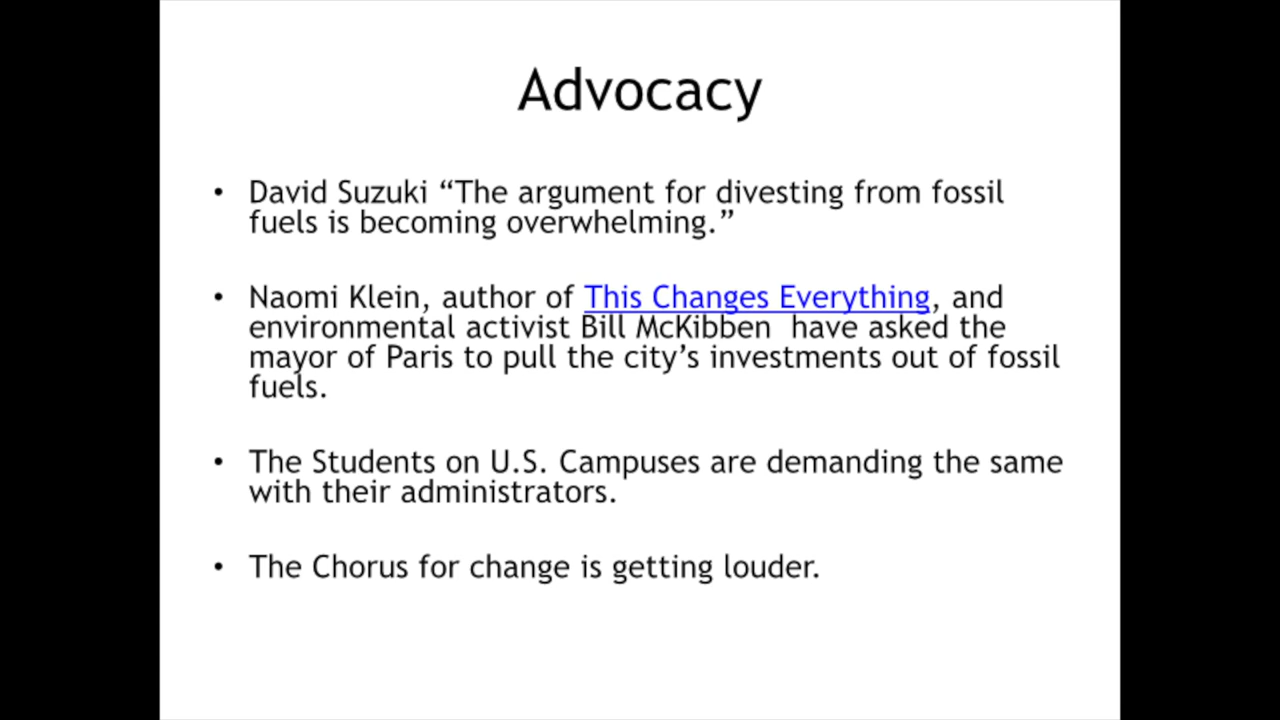 Advocacy
• David Suzuki “The argument for divesting from fossil
fuels is becoming overwhelming.”
• Naomi Klein, author of This Changes Everything, and
environmental activist Bill McKibben  have asked the
mayor of Paris to pull the city’s investments out of fossil
fuels.
• The Students on U.S. Campuses are demanding the same
with their administrators.
• The Chorus for change is getting louder.